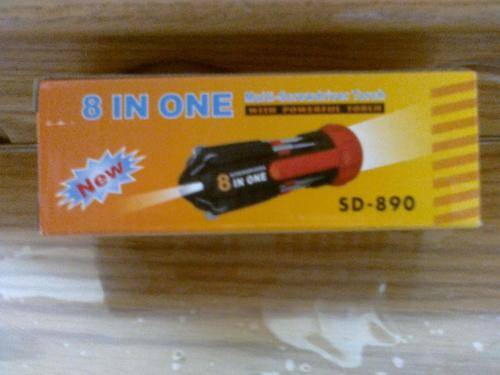 8 IN ONE
Multi-Screwdriver Torch
WITH POWERFUL TORCH
New
8 IN ONE
SD-890